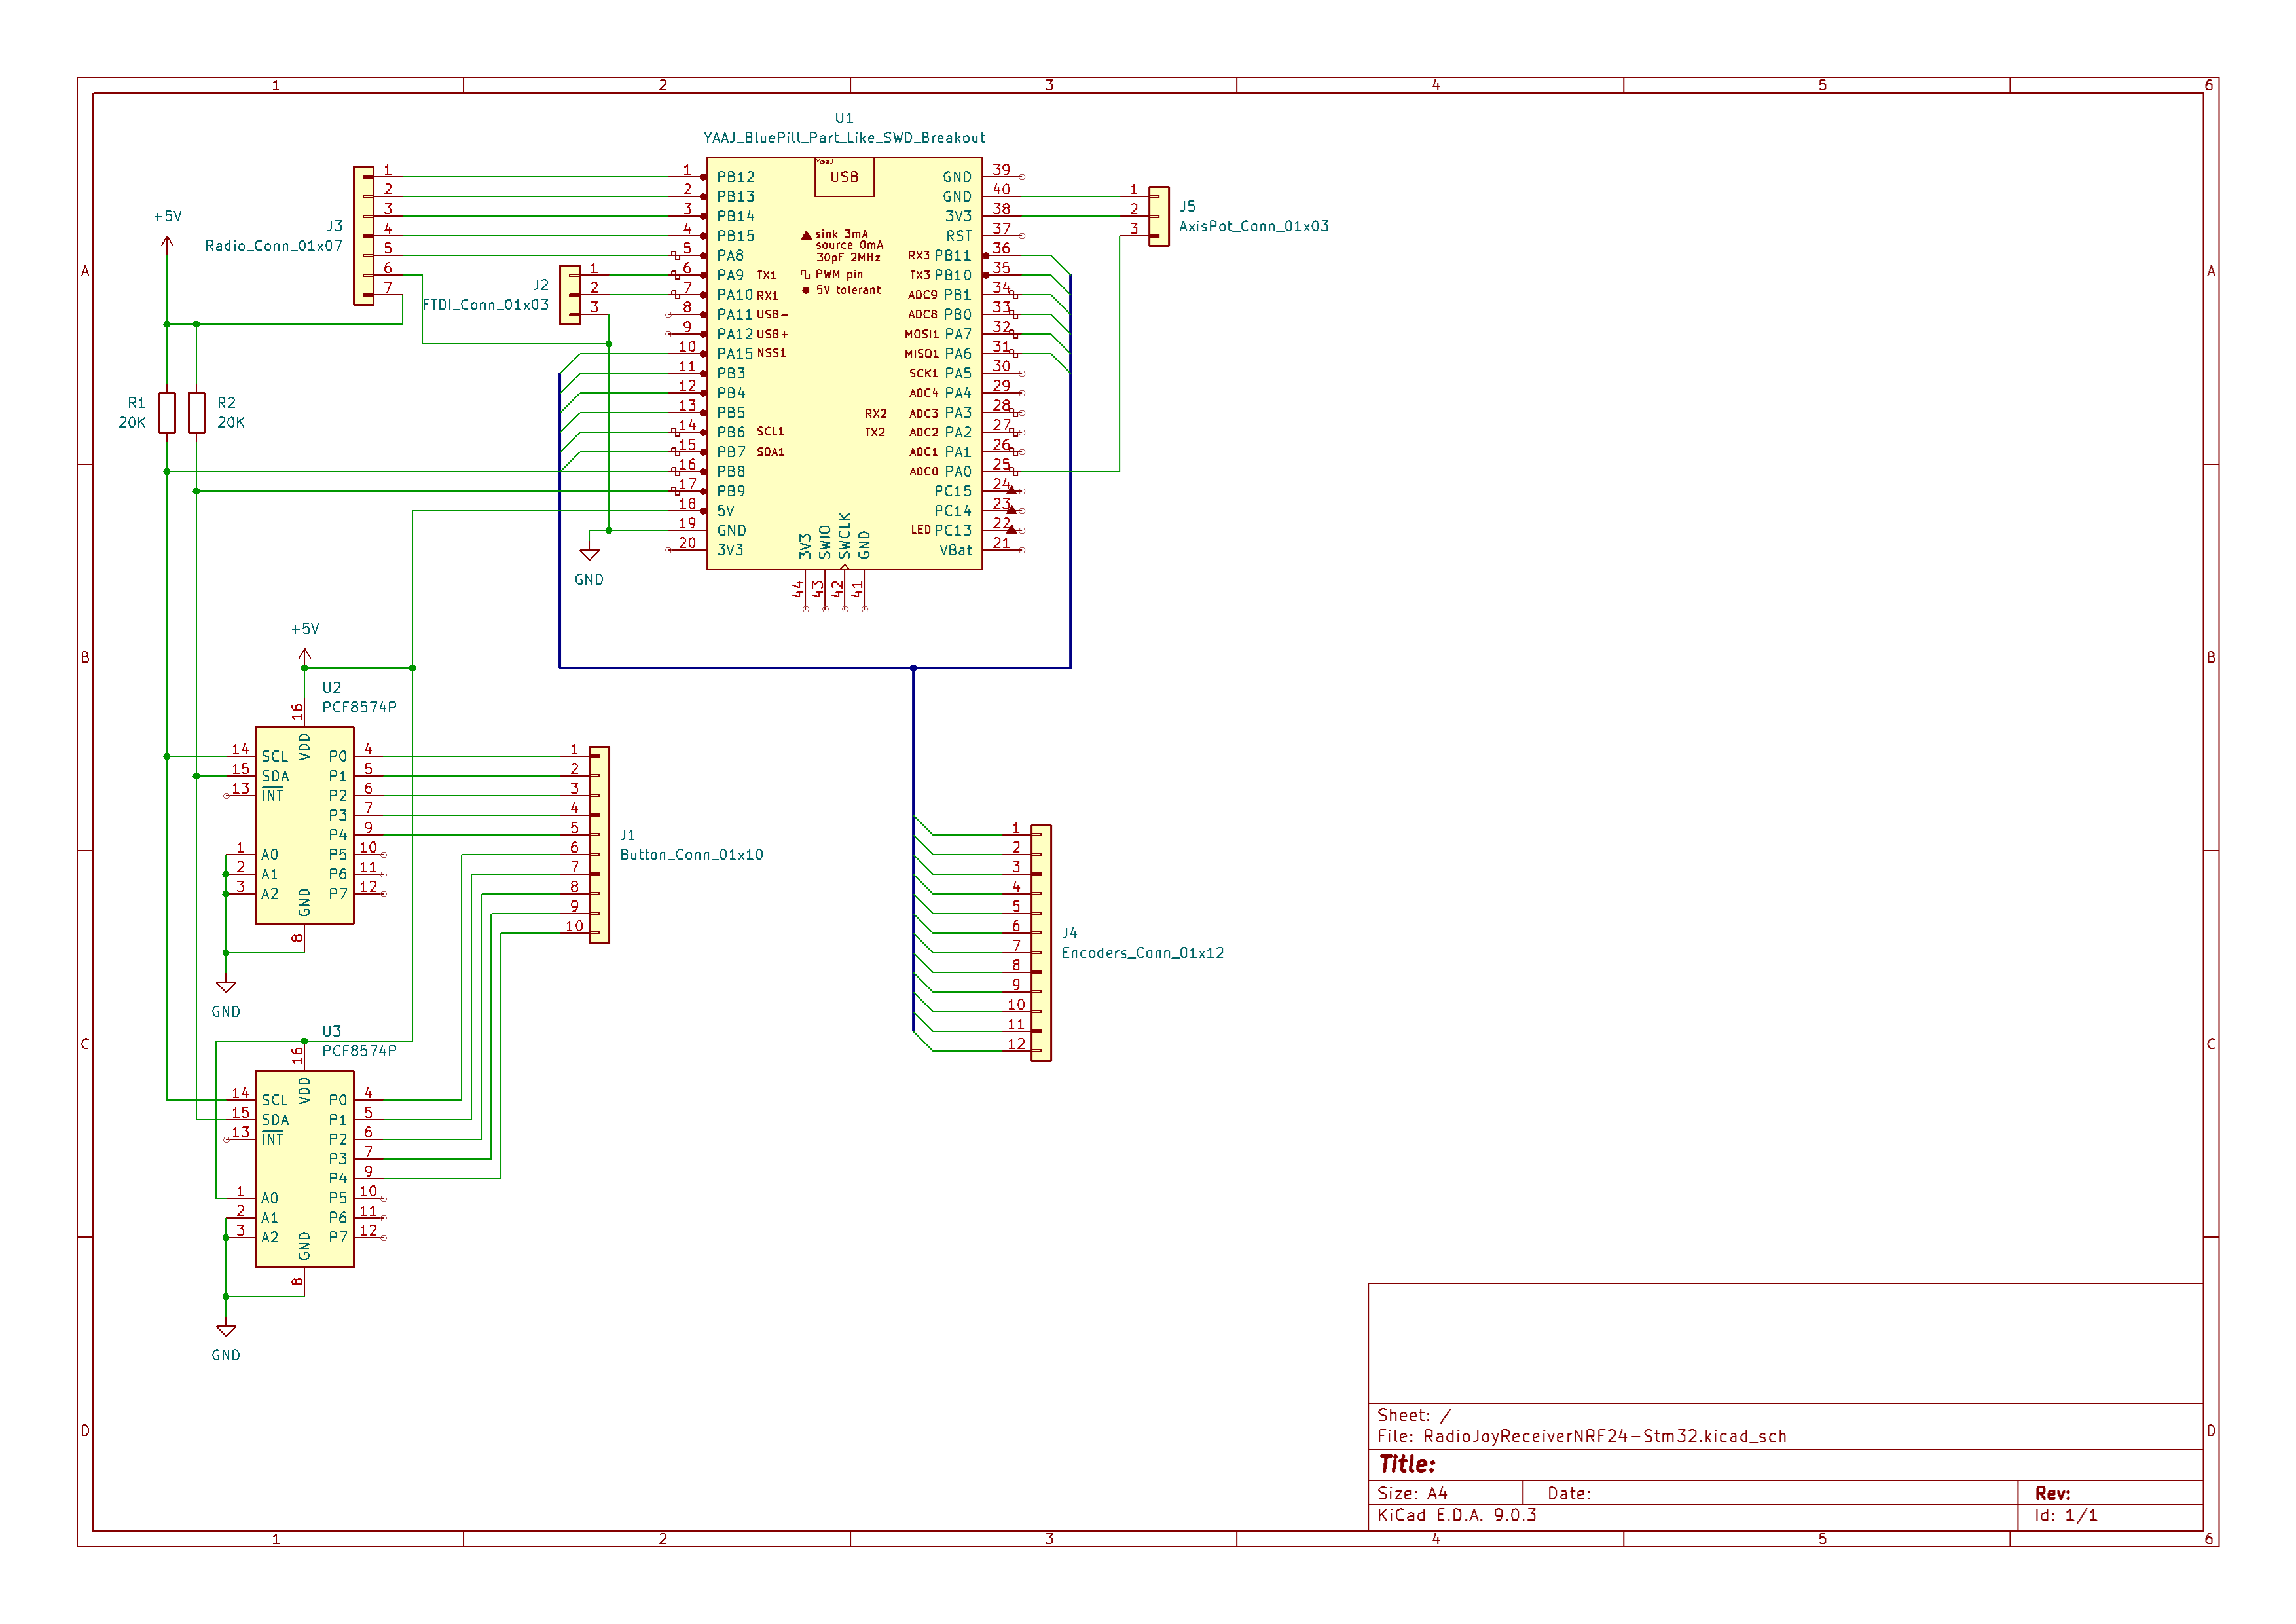 1 2 3 4 5 6
A
B
C
D
A
B
C
D
1 2 3 4 5 6
U1
YAAJ_BluePill_Part_Like_SWD_Breakout
YaaJ
USB
sink 3mA
source 0mA
30pF 2MHz
PWM pin
5V tolerant
1 PB12
2 PB13
3 PB14
4 PB15
5 PA8
6 PA9 TX1
7 PA10 RX1
8 PA11 USB-
9 PA12 USB+
10 PA15 NSS1
11 PB3
12 PB4
13 PB5
14 PB6 SCL1
15 PB7 SDA1
16 PB8
17 PB9
18 5V
19 GND
20 3V3
GND 39
GND 40
3V3 38
RST 37
RX3 PB11 36
TX3 PB10 35
ADC9 PB1 34
ADC8 PB0 33
MOSI1 PA7 32
MISO1 PA6 31
SCK1 PA5 30
ADC4 PA4 29
RX2 ADC3 PA3 28
TX2 ADC2 PA2 27
ADC1 PA1 26
ADC0 PA0 25
PC15 24
PC14 23
LED PC13 22
VBat 21
3V3 SWIO SWCLK GND
44 43 42 41
J3
Radio_Conn_01x07
1
2
3
4
5
6
7
J2
FTDI_Conn_01x03
1
2
3
J5
AxisPot_Conn_01x03
1
2
3
+5V
R1
20K
R2
20K
GND
+5V
U2
PCF8574P
16
VDD
14 SCL
15 SDA
13 INT
1 A0
2 A1
3 A2
P0 4
P1 5
P2 6
P3 7
P4 9
P5 10
P6 11
P7 12
GND
8
GND
J1
Button_Conn_01x10
1
2
3
4
5
6
7
8
9
10
J4
Encoders_Conn_01x12
1
2
3
4
5
6
7
8
9
10
11
12
U3
PCF8574P
16
VDD
14 SCL
15 SDA
13 INT
1 A0
2 A1
3 A2
P0 4
P1 5
P2 6
P3 7
P4 9
P5 10
P6 11
P7 12
GND
8
GND
Sheet: /
File: RadioJoyReceiverNRF24-Stm32.kicad_sch
Title:
Size: A4 Date: Rev:
KiCad E.D.A. 9.0.3 Id: 1/1